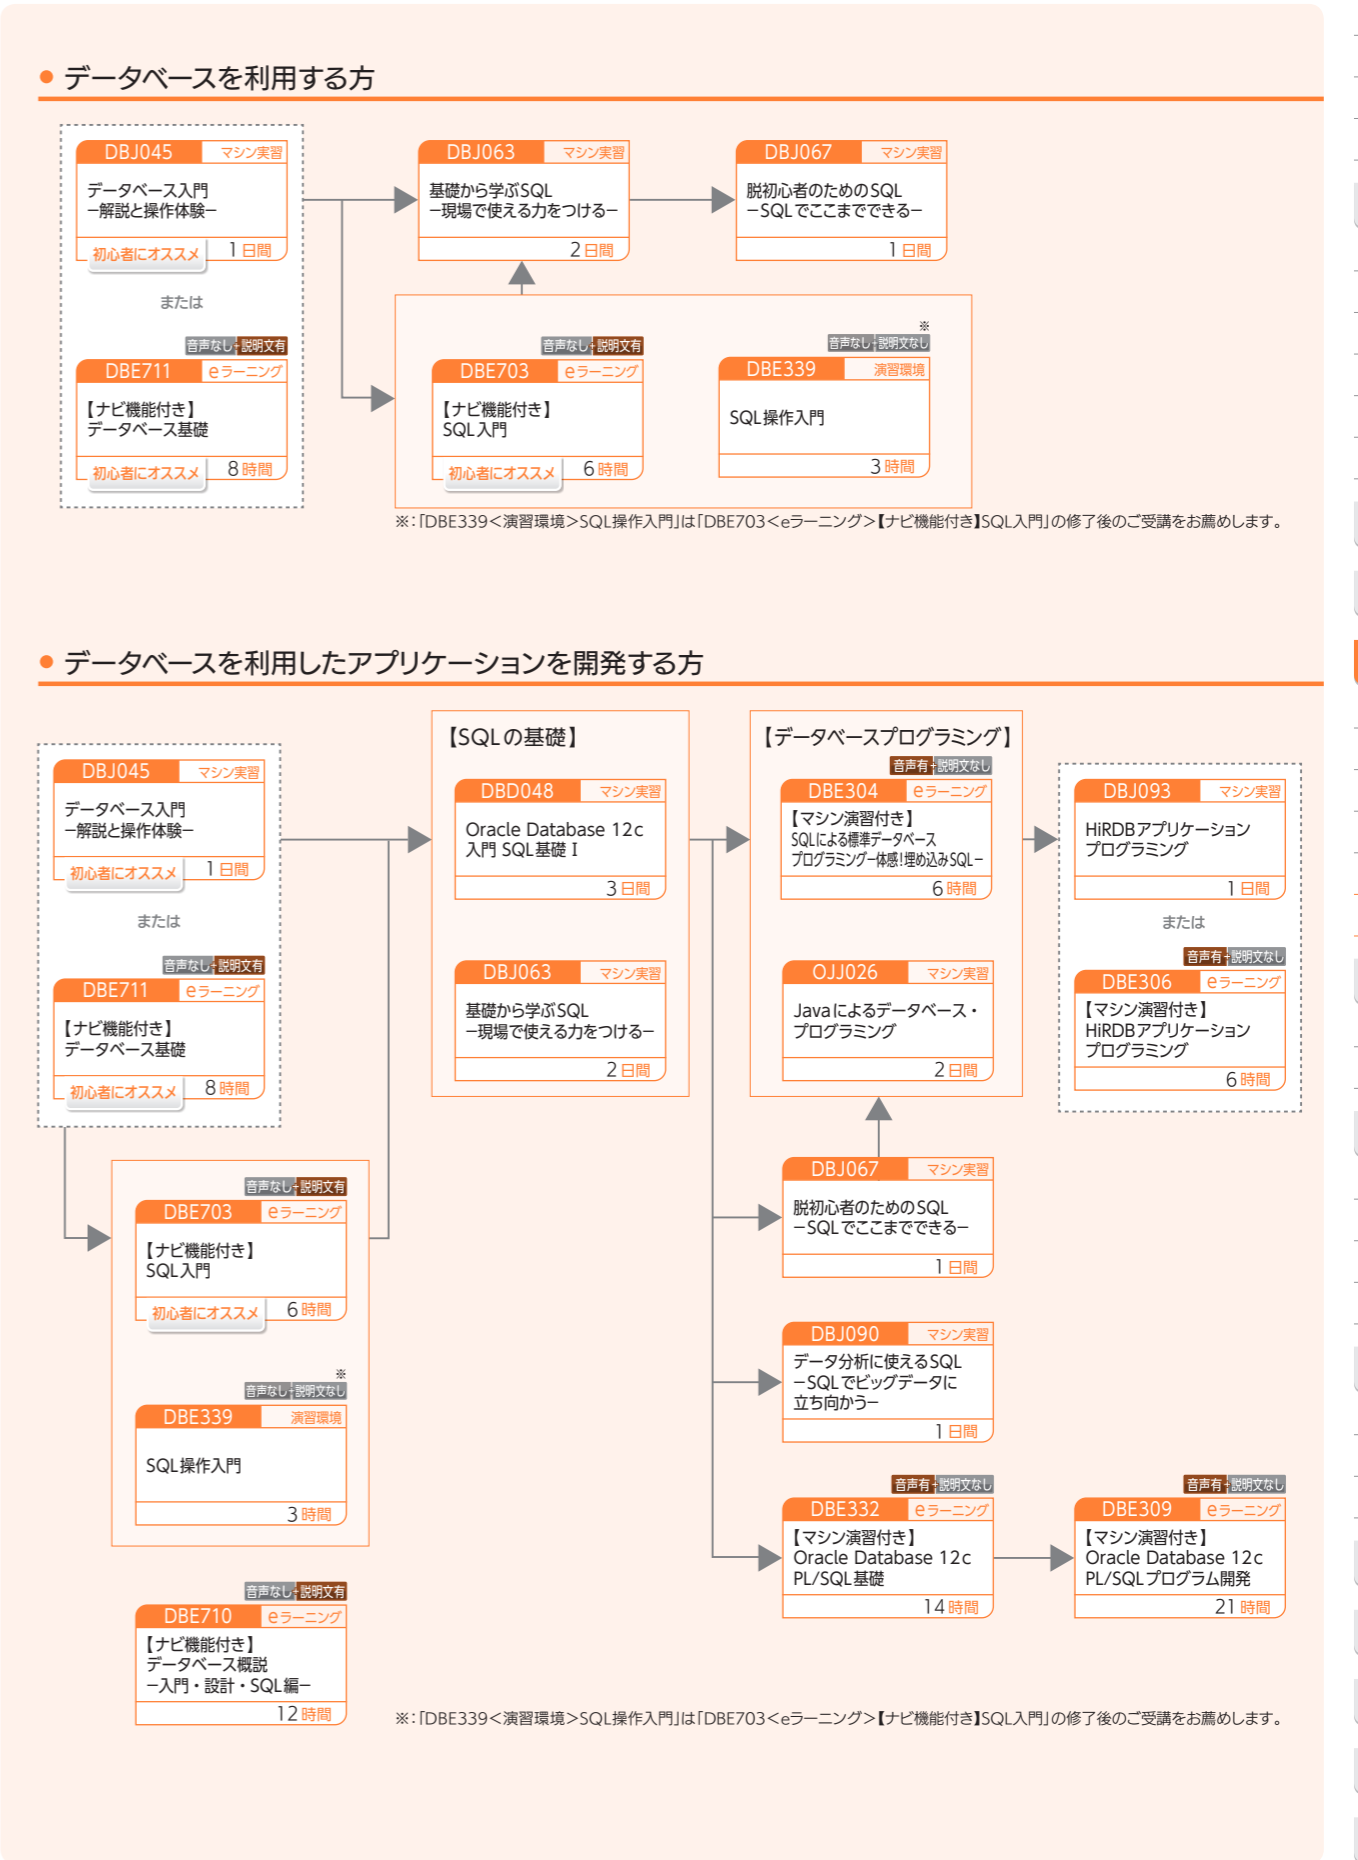 ● データベースを利用する方
DBJ045 マシン実習
データベース入門
−解説と操作体験−
初心者にオススメ 1日間
または
音声なし+説明文有
DBE711 eラーニング
【ナビ機能付き】
データベース基礎
初心者にオススメ 8時間
DBJ063 マシン実習
基礎から学ぶSQL
−現場で使える力をつける−
2日間
DBJ067 マシン実習
脱初心者のためのSQL
−SQLでここまでできる−
1日間
音声なし+説明文有
DBE703 eラーニング
【ナビ機能付き】
SQL入門
初心者にオススメ 6時間
※
音声なし+説明文なし
DBE339 演習環境
SQL操作入門
3時間
※：「DBE339＜演習環境＞SQL操作入門」は「DBE703＜eラーニング＞【ナビ機能付き】SQL入門」の修了後のご受講をお薦めします。
● データベースを利用したアプリケーションを開発する方
DBJ045 マシン実習
データベース入門
−解説と操作体験−
初心者にオススメ 1日間
または
音声なし+説明文有
DBE711 eラーニング
【ナビ機能付き】
データベース基礎
初心者にオススメ 8時間
音声なし+説明文有
DBE703 eラーニング
【ナビ機能付き】
SQL入門
初心者にオススメ 6時間
※
音声なし+説明文なし
DBE339 演習環境
SQL操作入門
3時間
音声なし+説明文有
DBE710 eラーニング
【ナビ機能付き】
データベース概説
−入門・設計・SQL編−
12時間
【SQLの基礎】
DBD048 マシン実習
Oracle Database 12c
入門 SQL基礎 I
3日間
DBJ063 マシン実習
基礎から学ぶSQL
−現場で使える力をつける−
2日間
【データベースプログラミング】
音声有+説明文なし
DBE304 eラーニング
【マシン演習付き】
SQLによる標準データベース
プログラミング−体感！埋め込みSQL−
6時間
OJJ026 マシン実習
Javaによるデータベース・
プログラミング
2日間
DBJ067 マシン実習
脱初心者のためのSQL
−SQLでここまでできる−
1日間
DBJ090 マシン実習
データ分析に使えるSQL
−SQLでビッグデータに
立ち向かう−
1日間
音声有+説明文なし
DBE332 eラーニング
【マシン演習付き】
Oracle Database 12c
PL/SQL基礎
14時間
DBJ093 マシン実習
HiRDBアプリケーション
プログラミング
1日間
または
音声有+説明文なし
DBE306 eラーニング
【マシン演習付き】
HiRDBアプリケーション
プログラミング
6時間
音声有+説明文なし
DBE309 eラーニング
【マシン演習付き】
Oracle Database 12c
PL/SQLプログラム開発
21時間
※：「DBE339＜演習環境＞SQL操作入門」は「DBE703＜eラーニング＞【ナビ機能付き】SQL入門」の修了後のご受講をお薦めします。